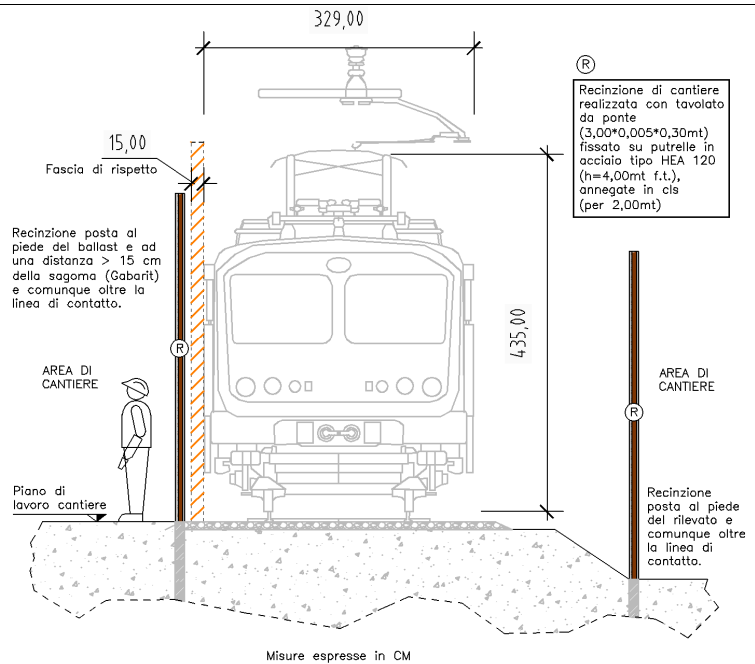 329,00
R
Recinzione di cantiere
realizzata con tavolato
da ponte
(3,00*0,005*0,30mt)
fissato su putrelle in
acciaio tipo HEA 120
(h=4,00mt f.t.),
annegate in cls
(per 2,00mt)
15,00
Fascia di rispetto
Recinzione posta al
piede del ballast e ad
una distanza > 15 cm
della sagoma (Gabarit)
e comunque oltre la
linea di contatto.
435,00
R
AREA DI
CANTIERE
AREA DI
CANTIERE
R
Piano di
lavoro cantiere
Recinzione
posta al piede
del rilevato e
comunque oltre
la linea di
contatto.
Misure espresse in CM